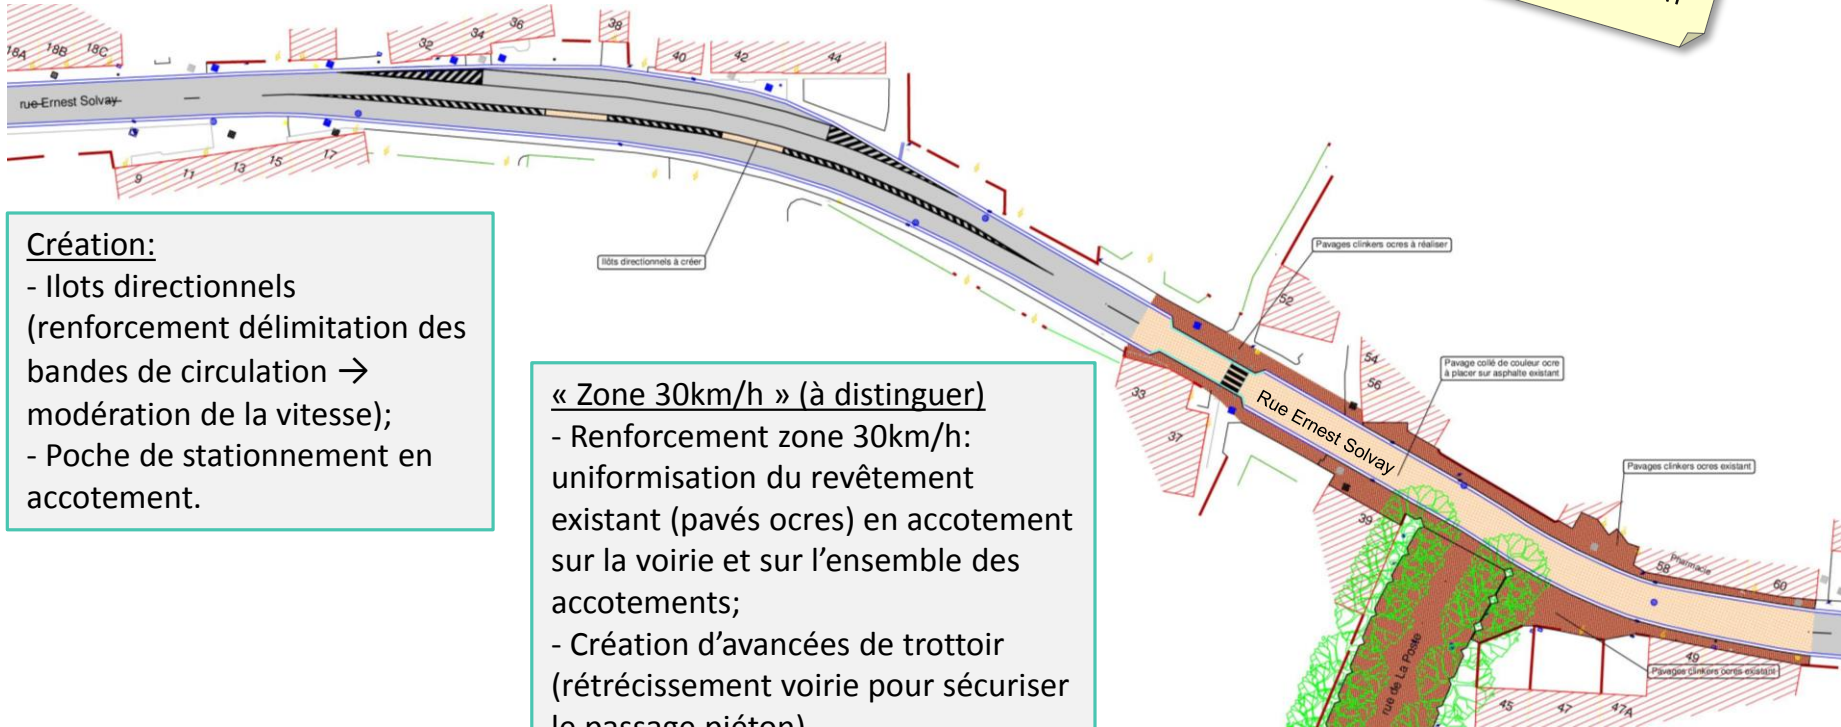 18A
18B
18C
32
34
36
38
40
42
44
rue Ernest Solvay
9
11
13
15
17
Création:
- Ilots directionnels
(renforcement délimitation des
bandes de circulation →
modération de la vitesse);
- Poche de stationnement en
accotement.
Ilôts directionnels à créer
« Zone 30km/h » (à distinguer)
- Renforcement zone 30km/h:
uniformisation du revêtement
existant (pavés ocres) en accotement
sur la voirie et sur l’ensemble des
accotements;
- Création d’avancées de trottoir
(rétrécissement voirie pour sécuriser
le passage piéton)
Pavages clinkers ocres à réaliser
52
54
56
Pavage collé de couleur ocre
à placer sur asphalte existant
33
37
Rue Ernest Solvay
39
Pavages clinkers ocres existant
58
Pharmacie
60
rue de La Poste
49
Pavages clinkers ocres existant
45
47
47A